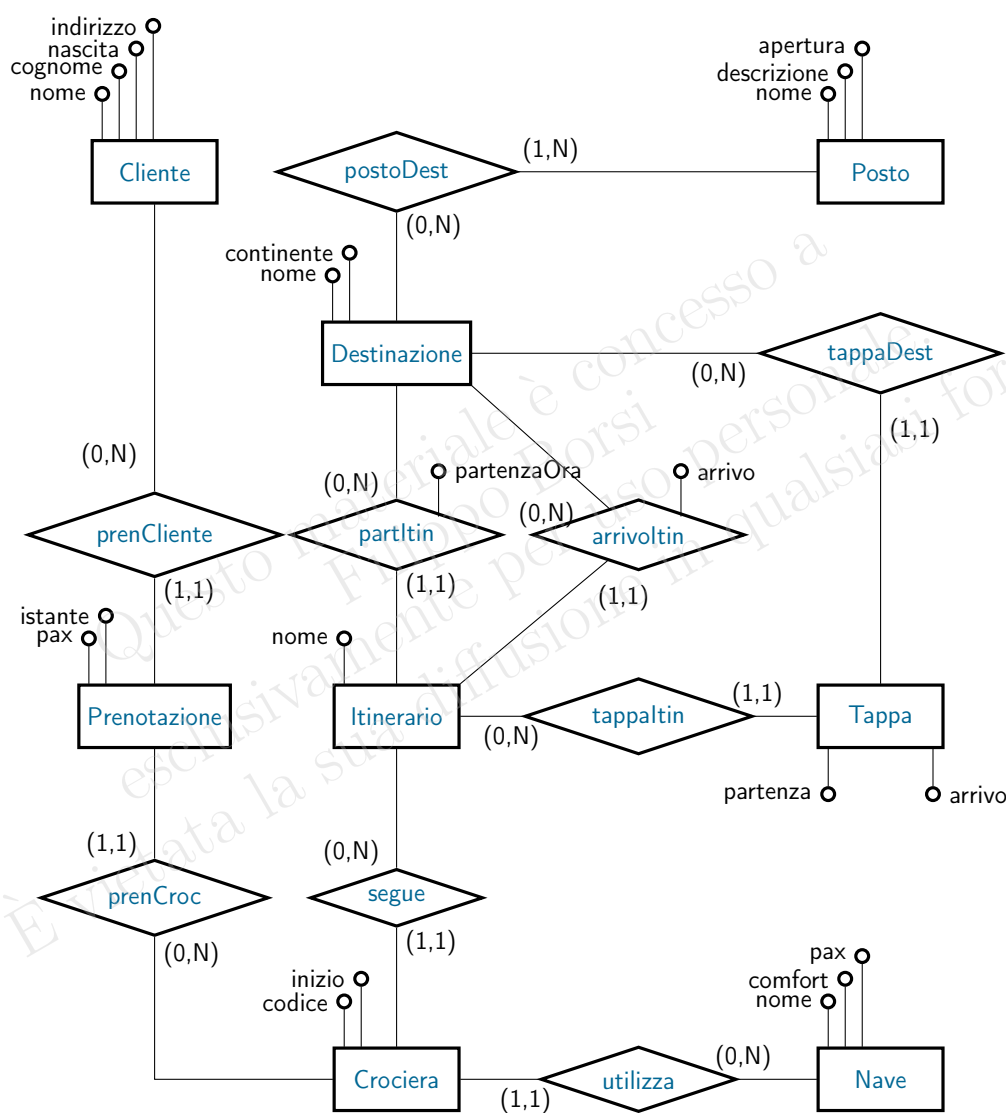 indirizzo
nascita
cognome
nome
Cliente
apertura
descrizione
nome
Posto
postoDest
(1,N)
(0,N)
continente
nome
Destinazione
(0,N)
tappaDest
(1,1)
(0,N)
prenCliente
(1,1)
(0,N)
partenzaOra
partItin
(1,1)
arrivo
(0,N)
arrivoItin
(1,1)
istante
pax
Prenotazione
nome
Itinerario
(0,N)
tappaItin
(1,1)
Tappa
partenza
arrivo
(1,1)
prenCroc
(0,N)
(0,N)
segue
(1,1)
inizio
codice
Crociera
(1,1)
utilizza
(0,N)
pax
comfort
nome
Nave
Questo materiale è concesso a
Filippo Borsi
esclusivamente per uso personale.
È vietata la sua diffusione in qualsiasi for